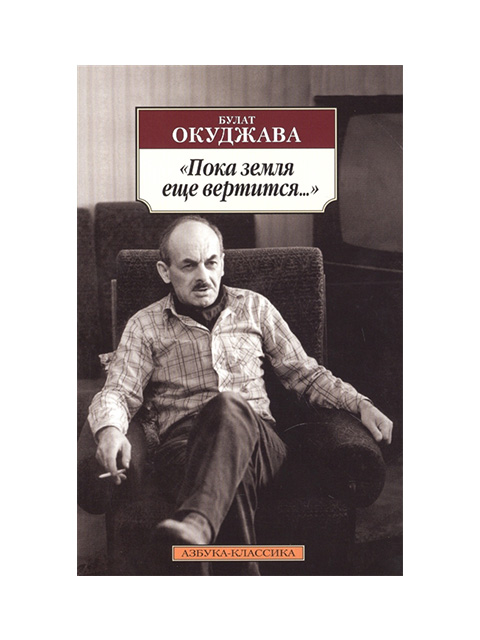 БУЛАТ
ОКУДЖАВА
«Пока земля
еще вертится...»
АЗБУКА-КЛАССИКА